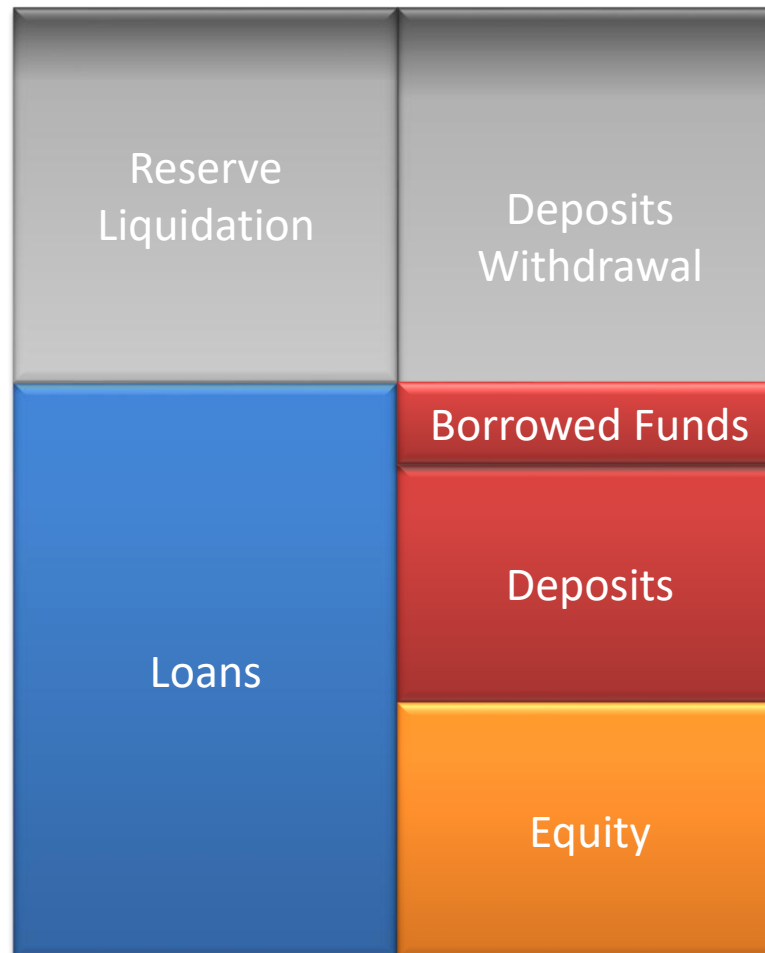 Reserve
Liquidation
Deposits
Withdrawal
Borrowed Funds
Deposits
Loans
Equity